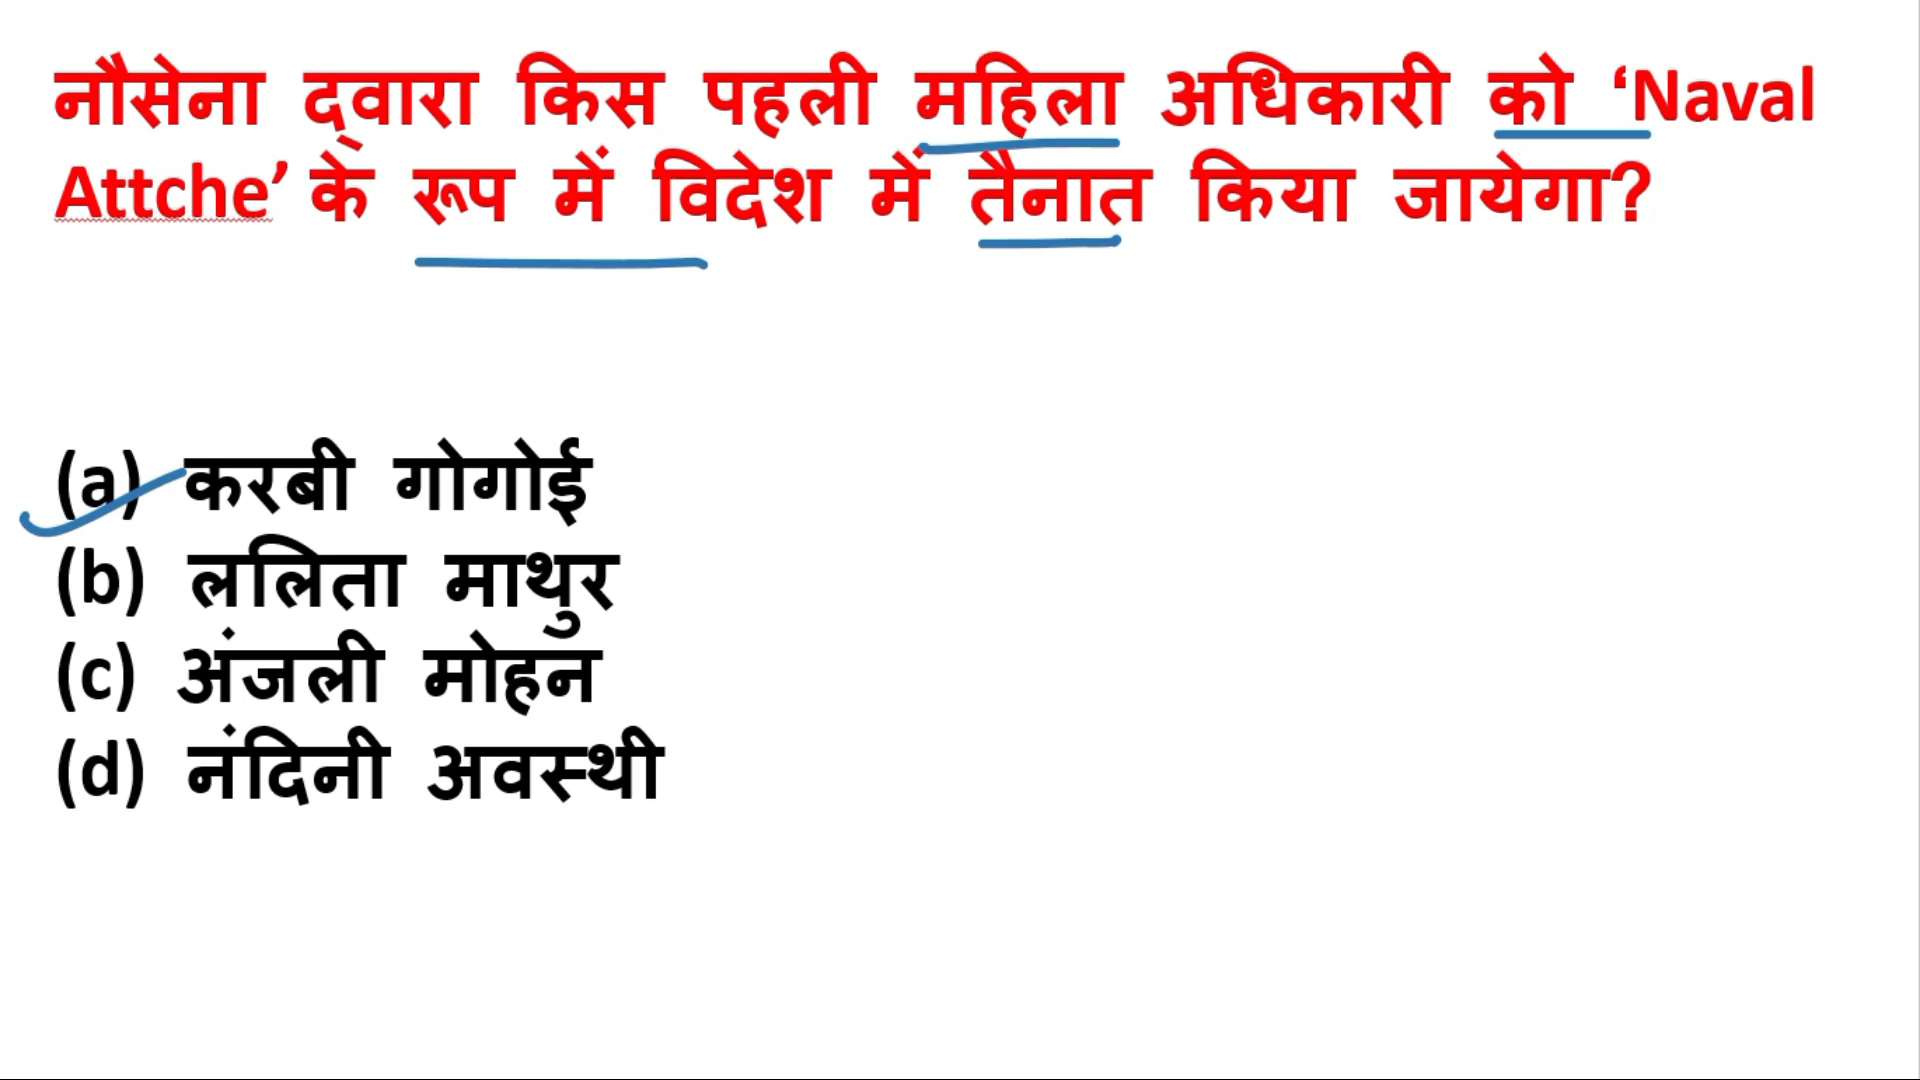 नौसेना द्वारा किस पहली महिला अधिकारी को ‘Naval
Attche’ के रूप में विदेश में तैनात किया जायेगा?
(a) करबी गोगोई
(b) ललिता माथुर
(c) अंजली मोहन
(d) नंदिनी अवस्थी